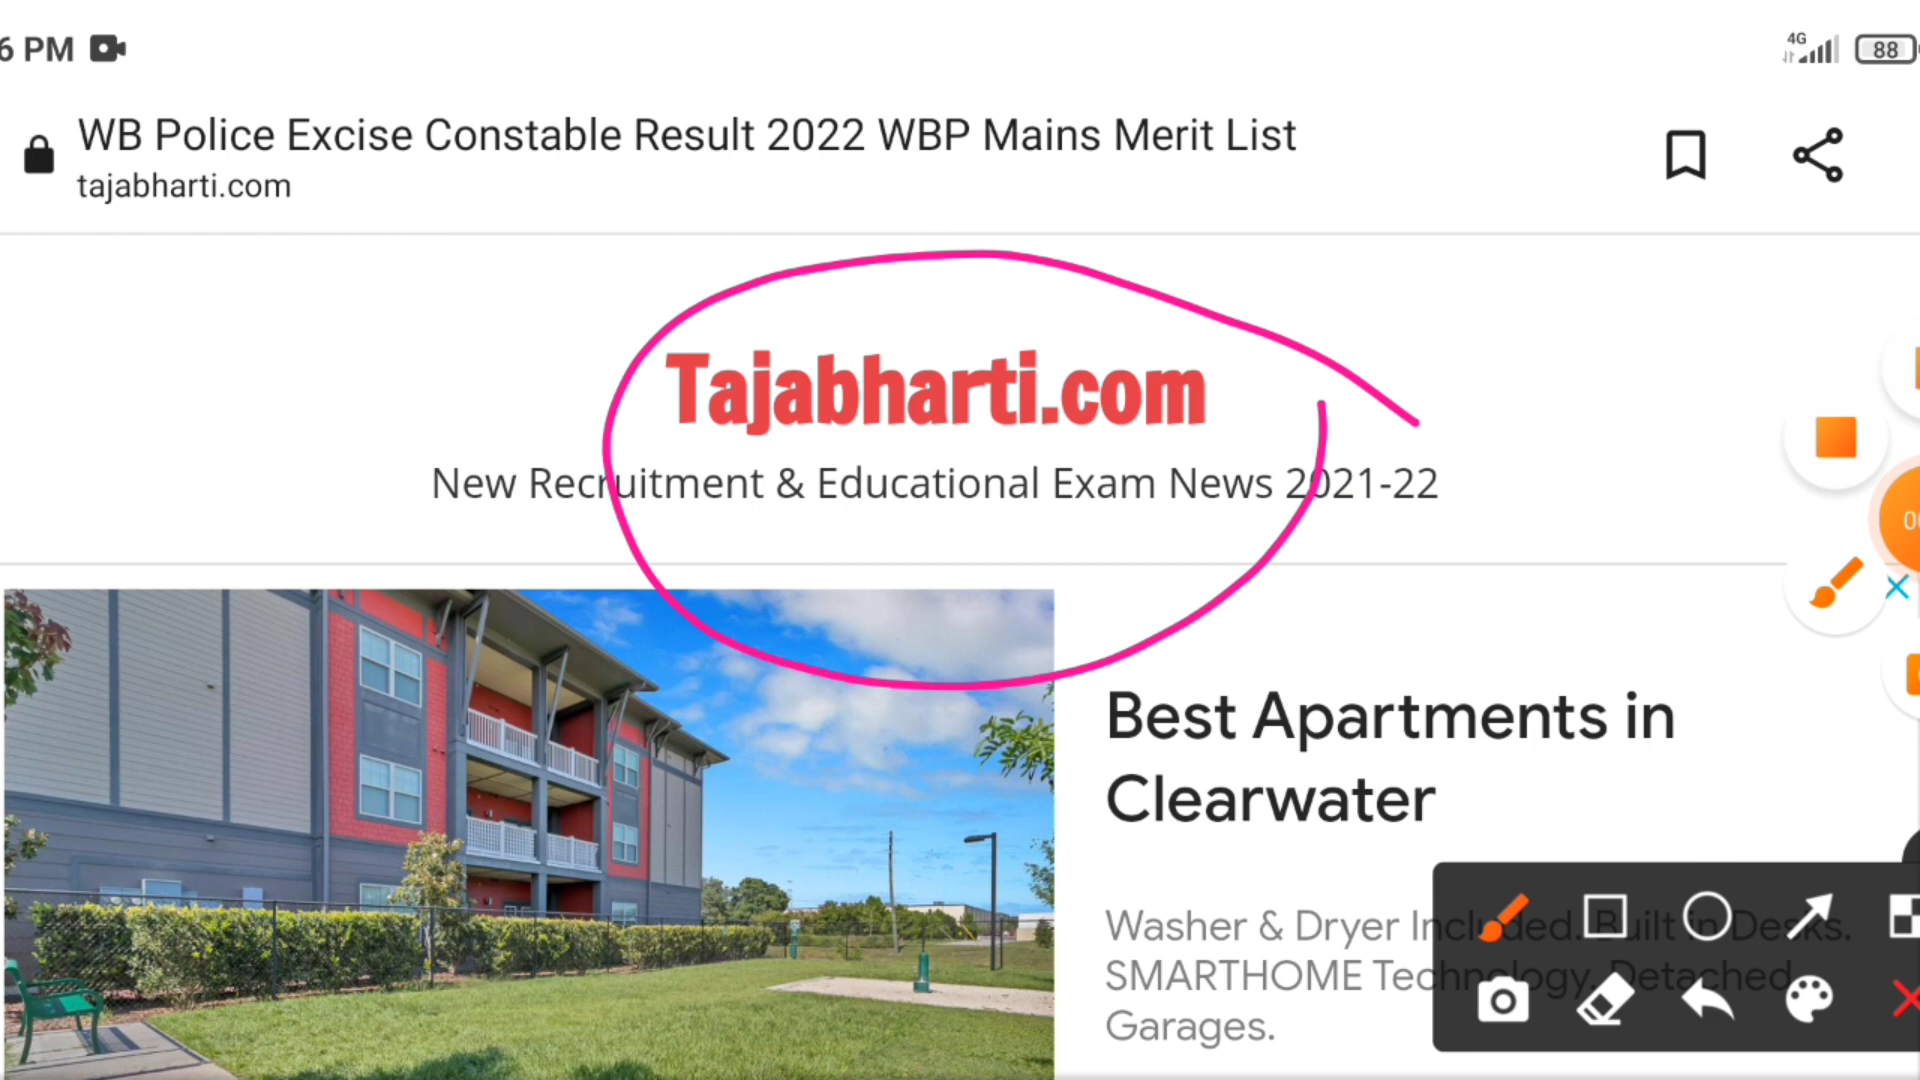 6 PM
4G
88
WB Police Excise Constable Result 2022 WBP Mains Merit List
tajabharti.com
Tajabharti.com
New Recruitment & Educational Exam News 2021-22
Best Apartments in
Clearwater
Washer & Dryer Included. Built in Desks.
SMARTHOME Technology. Detached
Garages.